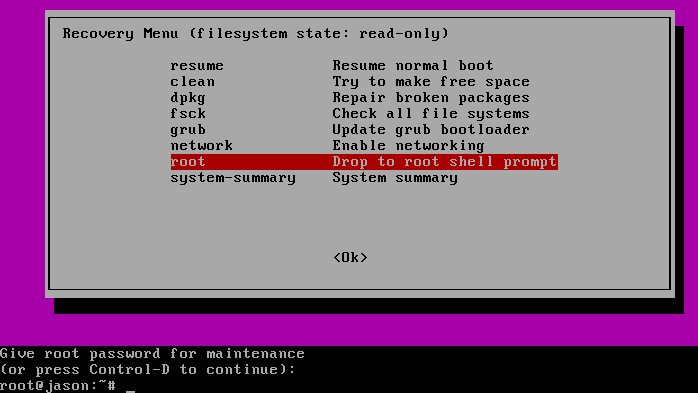 Recovery Menu (filesystem state: read-only)
resume Resume normal boot
clean Try to make free space
dpkg Repair broken packages
fsck Check all file systems
grub Update grub bootloader
network Enable networking
root Drop to root shell prompt
system-summary System summary
<Ok>
Give root password for maintenance
(or press Control-D to continue):
root@jason:~# _